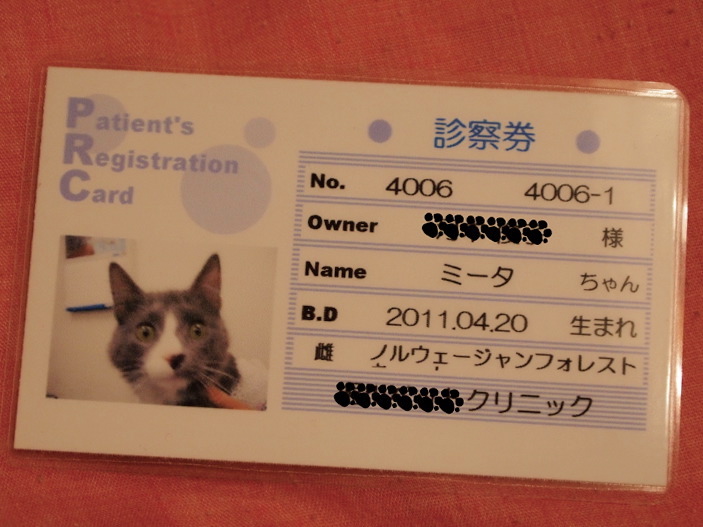 Patient's
Registration
Card
診察券
No. 4006 4006-1
Owner 様
Name ミータ ちゃん
B.D 2011.04.20 生まれ
雌 ノルウェージャンフォレスト
クリニック